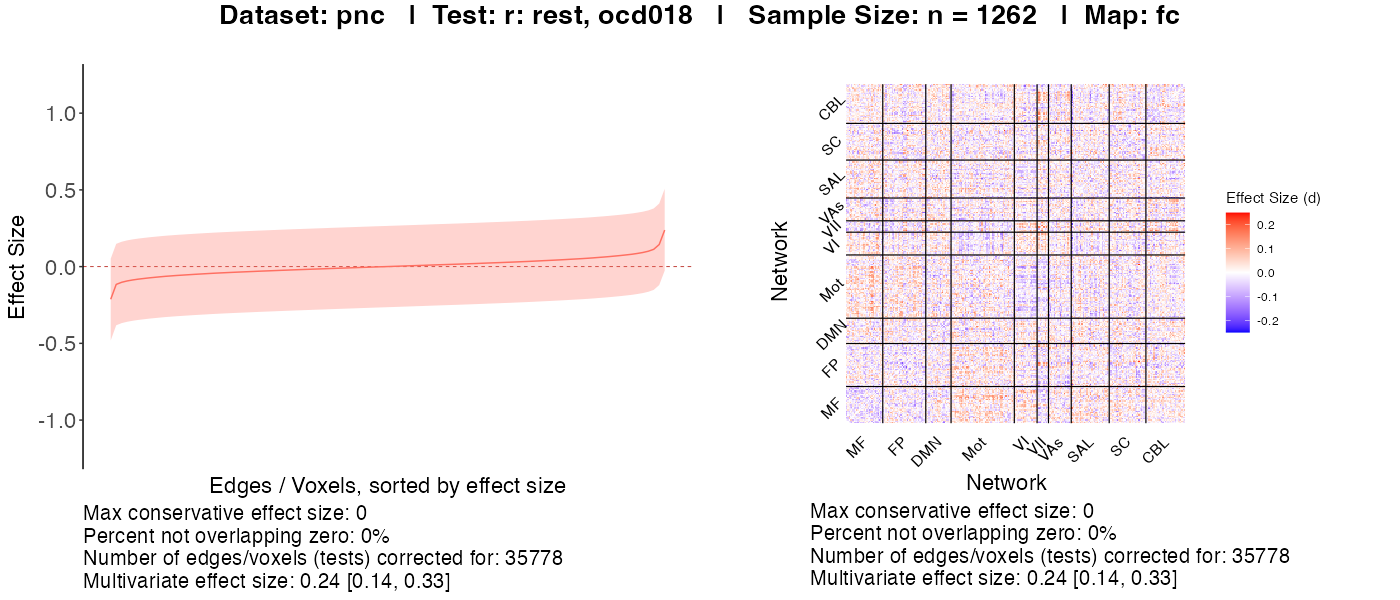 Dataset: pnc | Test: r: rest, ocd018 | Sample Size: n = 1262 | Map: fc
Effect Size
1.0
0.5
0.0
-0.5
-1.0
Edges / Voxels, sorted by effect size
Max conservative effect size: 0
Percent not overlapping zero: 0%
Number of edges/voxels (tests) corrected for: 35778
Multivariate effect size: 0.24 [0.14, 0.33]
Network
CBL
SC
SAL
VAs
VII
VI
Mot
DMN
FP
MF
MF
FP
DMN
Mot
VI
VII
VAs
SAL
SC
CBL
Network
Effect Size (d)
0.2
0.1
0.0
-0.1
-0.2
Max conservative effect size: 0
Percent not overlapping zero: 0%
Number of edges/voxels (tests) corrected for: 35778
Multivariate effect size: 0.24 [0.14, 0.33]